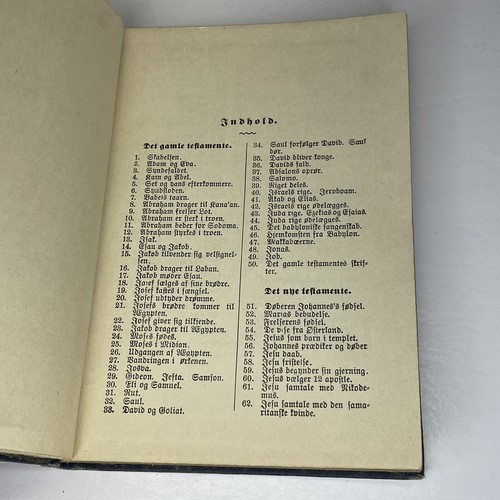 Indhold.
Det gamle testamente.
1. Skabelsen.
2. Adam og Eva.
3. Syndefaldet.
4. Kain og Abel.
5. Set og hans efterkommere.
6. Syndfloden.
7. Babels taarn.
8. Abraham drager til Kana'an.
9. Abraham frelser Lot.
10. Abraham er sterk i troen.
11. Abraham beder for Sodoma.
12. Abraham styrkes i troen.
13. Isak.
14. Esau og Jakob.
15. Jakob tilvender sig velsignel-
sen.
16. Jakob drager til Laban.
17. Jakob møder Esau.
18. Josef sælges af sine brødre.
19. Josef kastes i fængsel.
20. Josef udtyder drømme.
21. Josefs brødre kommer til
Ægypten.
22. Josef giver sig tilkjende.
23. Jakob drager til Ægypten.
24. Moses fødes.
25. Moses i Midian.
26. Udgangen af Ægypten.
27. Vandringen i ørkenen.
28. Josva.
29. Gideon. Jefta. Samson.
30. Eli og Samuel.
31. Rut.
32. Saul.
33. David og Goliat.
34. Saul forfølger David. Saul
dør.
35. David bliver konge.
36. Davids fald.
37. Absalons oprør.
38. Salomo.
39. Riget deles.
40. Israels rige. Jeroboam.
41. Akab og Elias.
42. Israels rige ødelægges.
43. Juda rige. Ezekias og Esaias.
44. Juda rige ødelægges.
45. Det babyloniske fangenskab.
46. Hjemkomsten fra Babylon.
47. Makkabæerne.
48. Jonas.
49. Job.
50. Det gamle testamentes skrif-
ter.
Det nye testamente.
51. Døberen Johannes's fødsel.
52. Marias bebudelse.
53. Frelserens fødsel.
54. De vise fra Østerland.
55. Jesus som barn i templet.
56. Johannes prædiker og døber.
57. Jesu daab.
58. Jesu fristelse.
59. Jesus begynder sin gjerning.
60. Jesus vælger 12 apostle.
61. Jesu samtale med Nikode-
mus.
62. Jesu samtale med den sama-
ritanske kvinde.